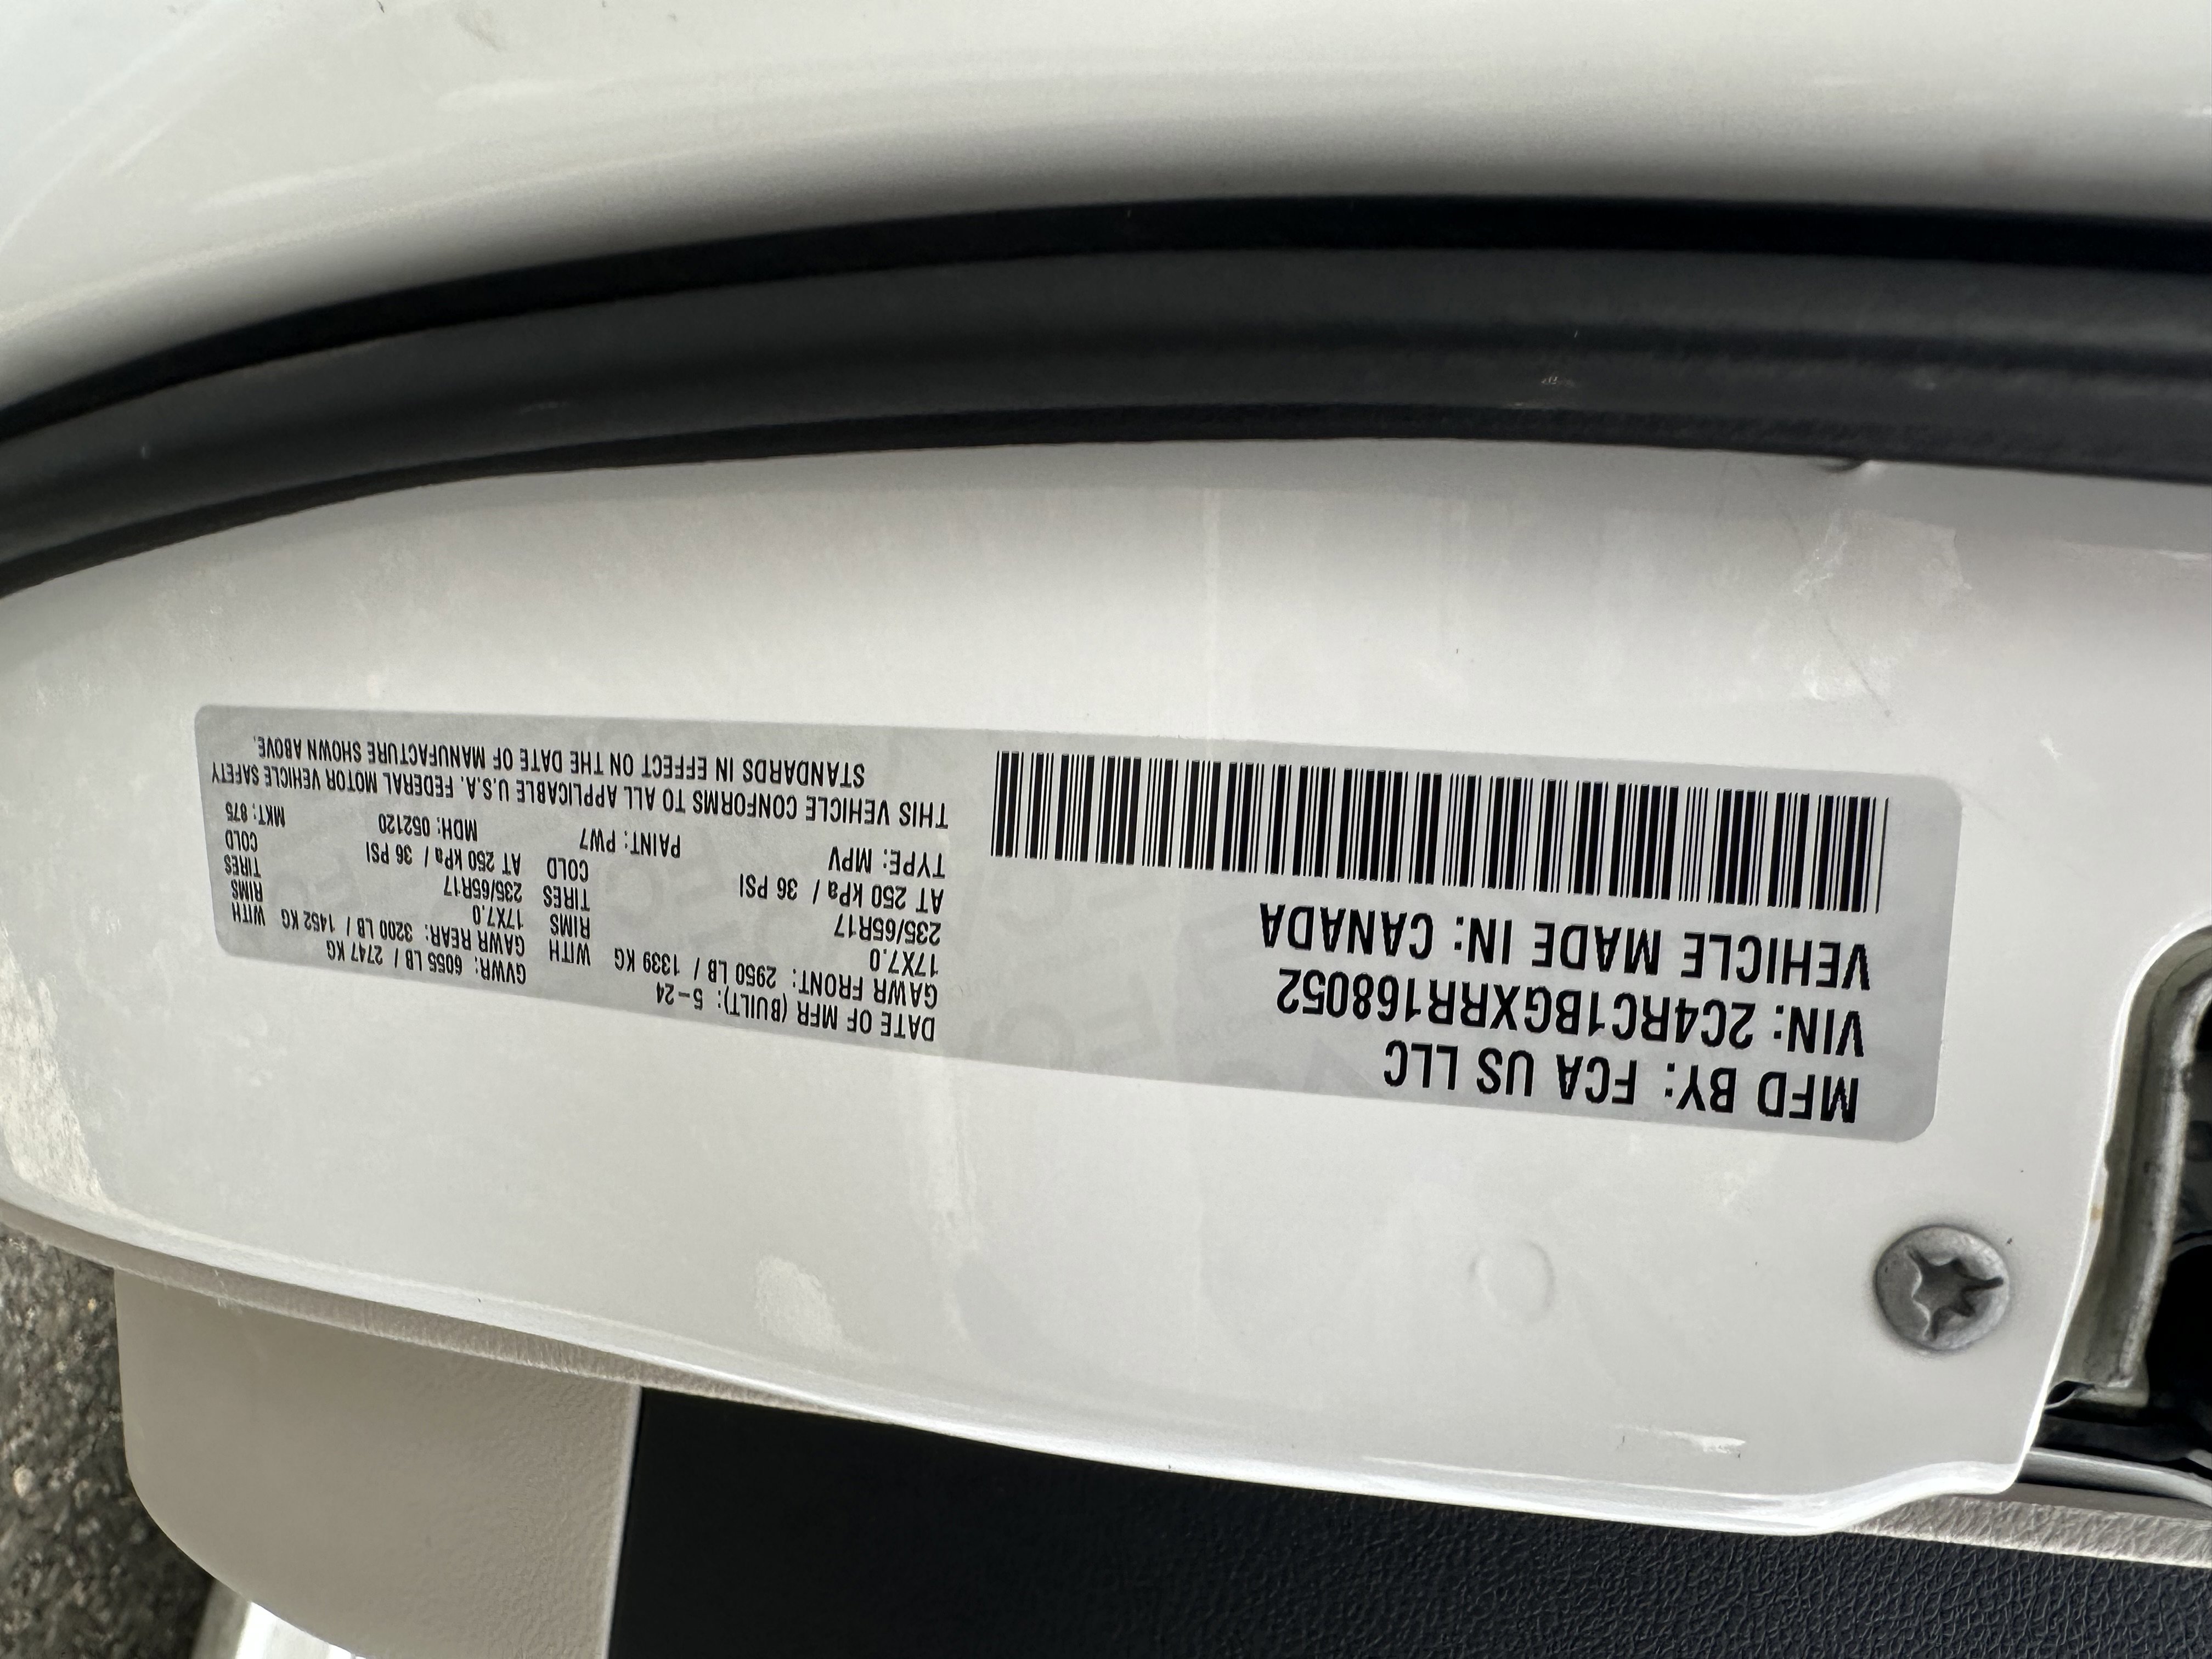 MFD BY: FCA US LLC
VIN: 2C4RC1BGXRR168052
VEHICLE MADE IN: CANADA
DATE OF MFR (BUILT): 5-24
GVWR: 6055 LB / 2747 KG
GAWR FRONT: 2950 LB / 1339 KG WITH
GAWR REAR: 3200 LB / 1452 KG WITH
17X7.0 RIMS
17X7.0 RIMS
235/65R17 TIRES
235/65R17 TIRES
AT 250 kPa / 36 PSI COLD
AT 250 kPa / 36 PSI COLD
TYPE: MPV PAINT: PW7 MDH: 052120 MKT: 875
THIS VEHICLE CONFORMS TO ALL APPLICABLE U.S.A. FEDERAL MOTOR VEHICLE SAFETY
STANDARDS IN EFFECT ON THE DATE OF MANUFACTURE SHOWN ABOVE.